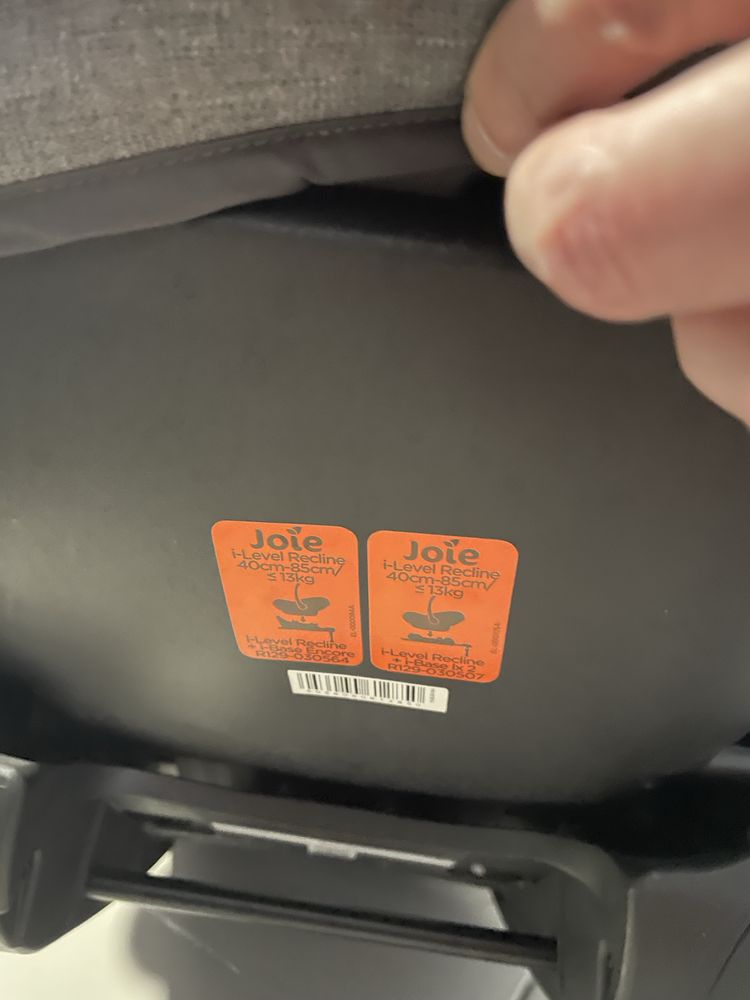 Joie
i-Level Recline
40cm-85cm/
≤ 13kg
i-Level Recline
+ i-Base Encore
R129-030564
Joie
i-Level Recline
40cm-85cm/
≤ 13kg
i-Level Recline
+ i-Base lx 2
R129-030507